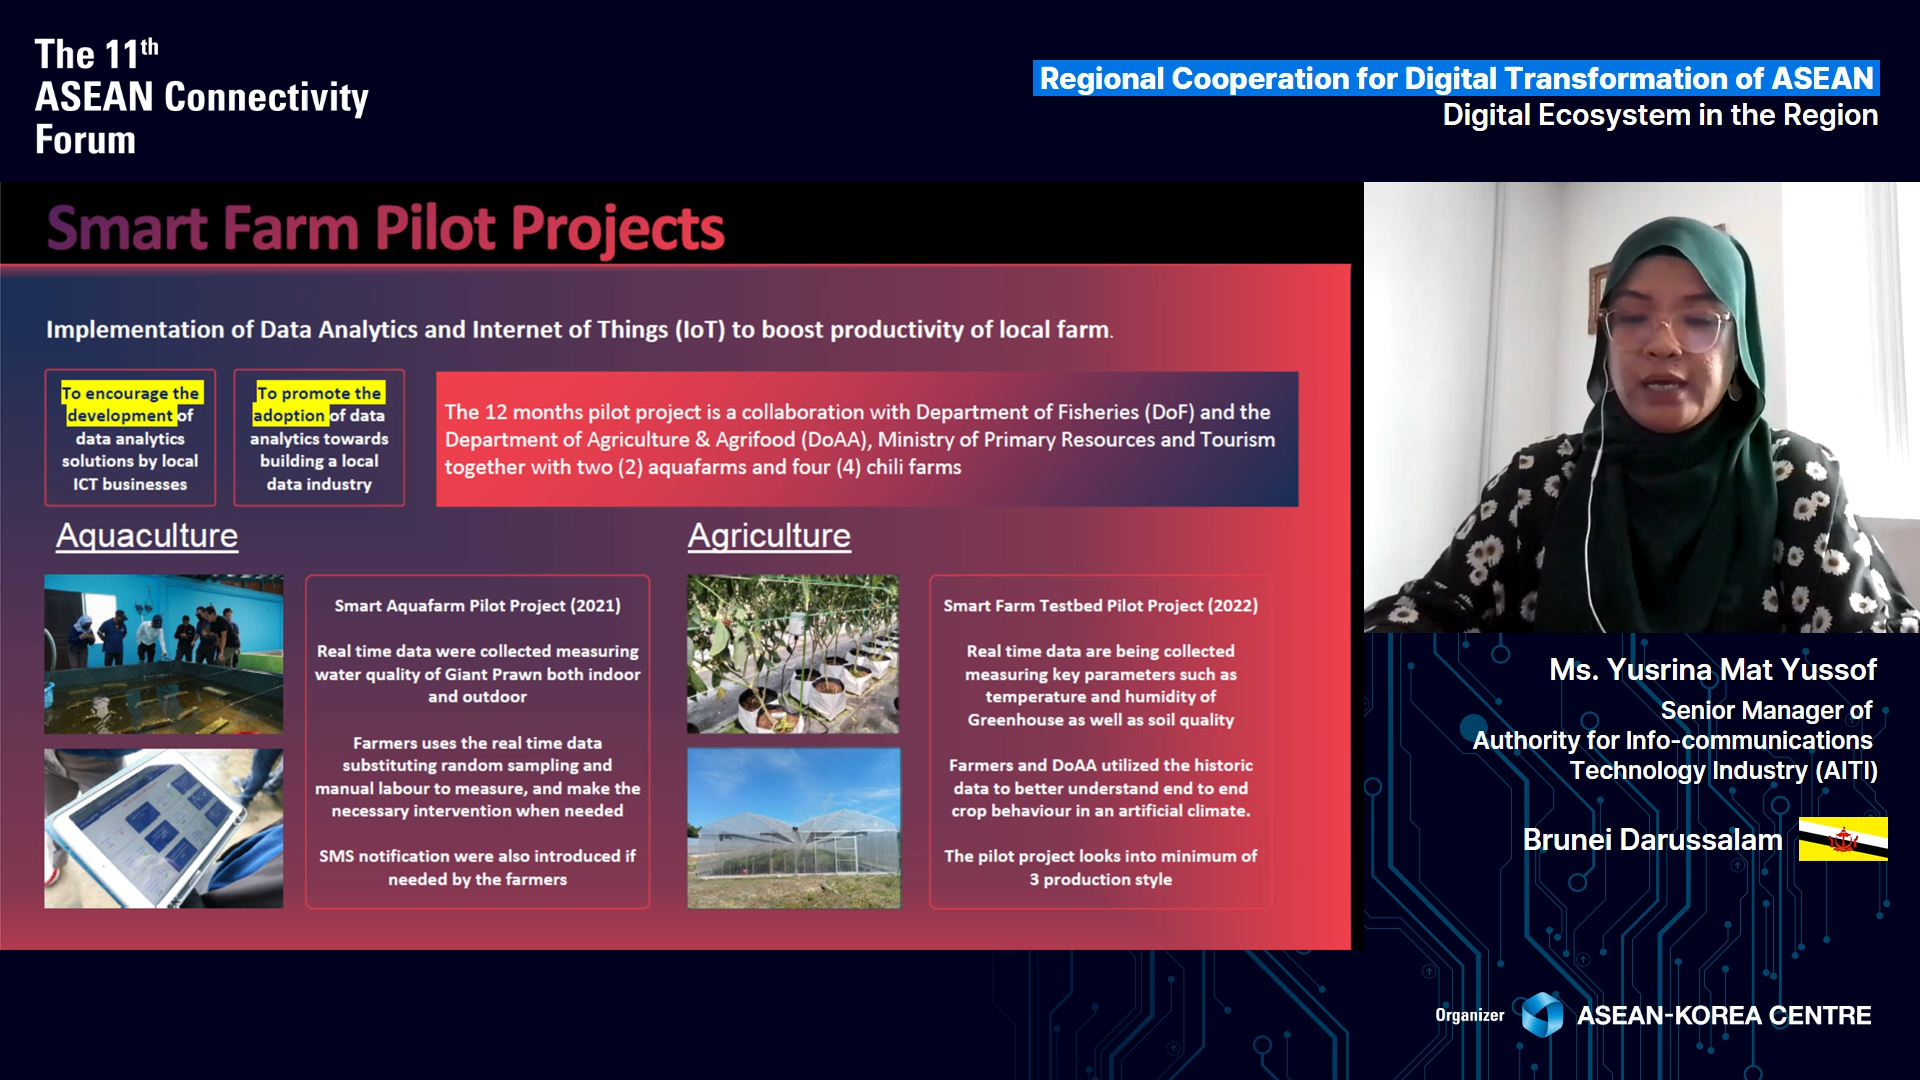 The 11th
ASEAN Connectivity
Forum
Regional Cooperation for Digital Transformation of ASEAN
Digital Ecosystem in the Region
Smart Farm Pilot Projects
Implementation of Data Analytics and Internet of Things (IoT) to boost productivity of local farm.
To encourage the
development of
data analytics
solutions by local
ICT businesses
To promote the
adoption of data
analytics towards
building a local
data industry
The 12 months pilot project is a collaboration with Department of Fisheries (DoF) and the
Department of Agriculture & Agrifood (DoAA), Ministry of Primary Resources and Tourism
together with two (2) aquafarms and four (4) chili farms
Aquaculture
Smart Aquafarm Pilot Project (2021)
Real time data were collected measuring
water quality of Giant Prawn both indoor
and outdoor
Farmers uses the real time data
substituting random sampling and
manual labour to measure, and make the
necessary intervention when needed
SMS notification were also introduced if
needed by the farmers
Agriculture
Smart Farm Testbed Pilot Project (2022)
Real time data are being collected
measuring key parameters such as
temperature and humidity of
Greenhouse as well as soil quality
Farmers and DoAA utilized the historic
data to better understand end to end
crop behaviour in an artificial climate.
The pilot project looks into minimum of
3 production style
Ms. Yusrina Mat Yussof
Senior Manager of
Authority for Info-communications
Technology Industry (AITI)
Brunei Darussalam
Organizer
ASEAN-KOREA CENTRE